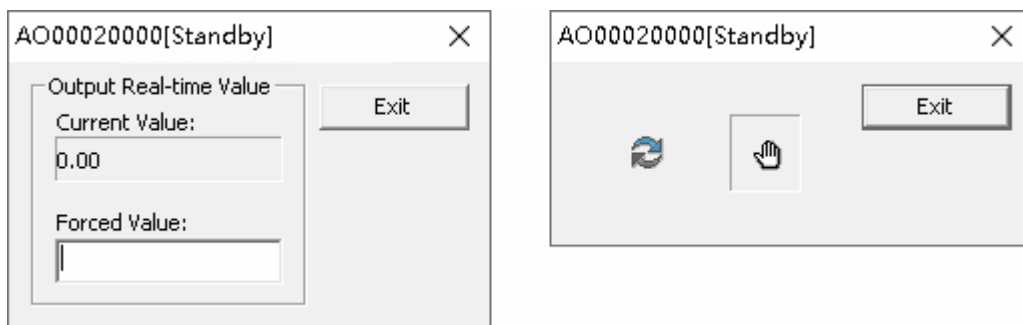 AO00020000[Standby]
Output Real-time Value
Exit
Current Value:
0.00
Forced Value:
AO00020000[Standby]
Exit